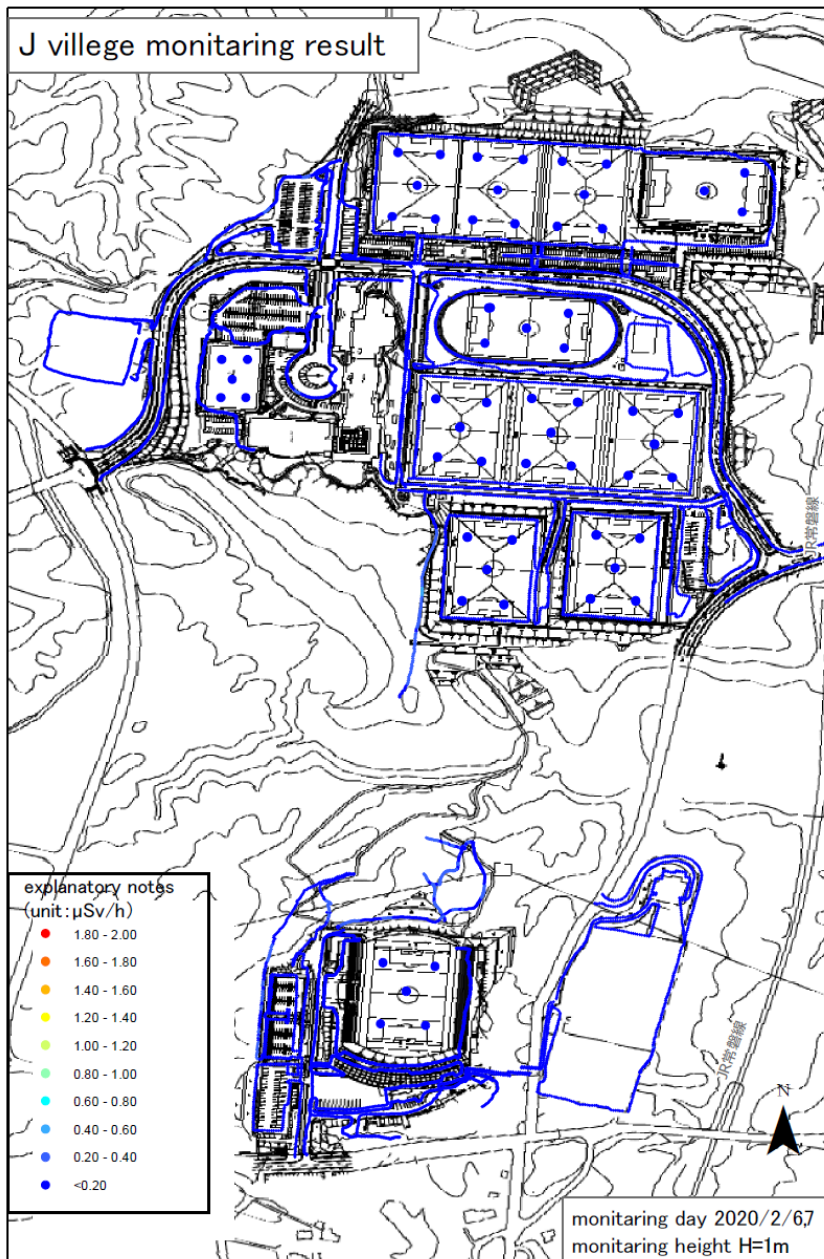 J villege monitaring result
JR常磐線
explanatory notes
(unit:μSv/h)
1.80 - 2.00
1.60 - 1.80
1.40 - 1.60
1.20 - 1.40
1.00 - 1.20
0.80 - 1.00
0.60 - 0.80
0.40 - 0.60
0.20 - 0.40
<0.20
JR常磐線
N
monitaring day 2020/2/6,7
monitaring height H=1m